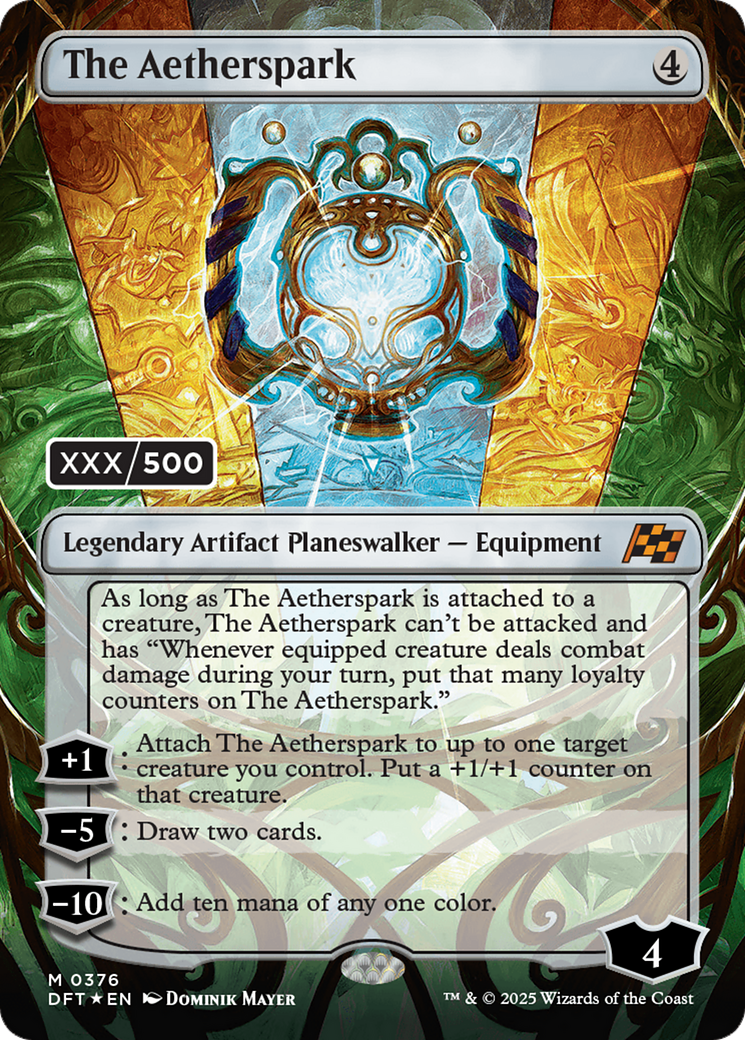 The Aetherspark 4
XXX/500
Legendary Artifact Planeswalker — Equipment
As long as The Aetherspark is attached to a
creature, The Aetherspark can't be attacked and
has “Whenever equipped creature deals combat
damage during your turn, put that many loyalty
counters on The Aetherspark.”
+1: Attach The Aetherspark to up to one target
creature you control. Put a +1/+1 counter on
that creature.
−5: Draw two cards.
−10: Add ten mana of any one color.
4
M 0376
DFT★EN Dominik Mayer ™ & © 2025 Wizards of the Coast